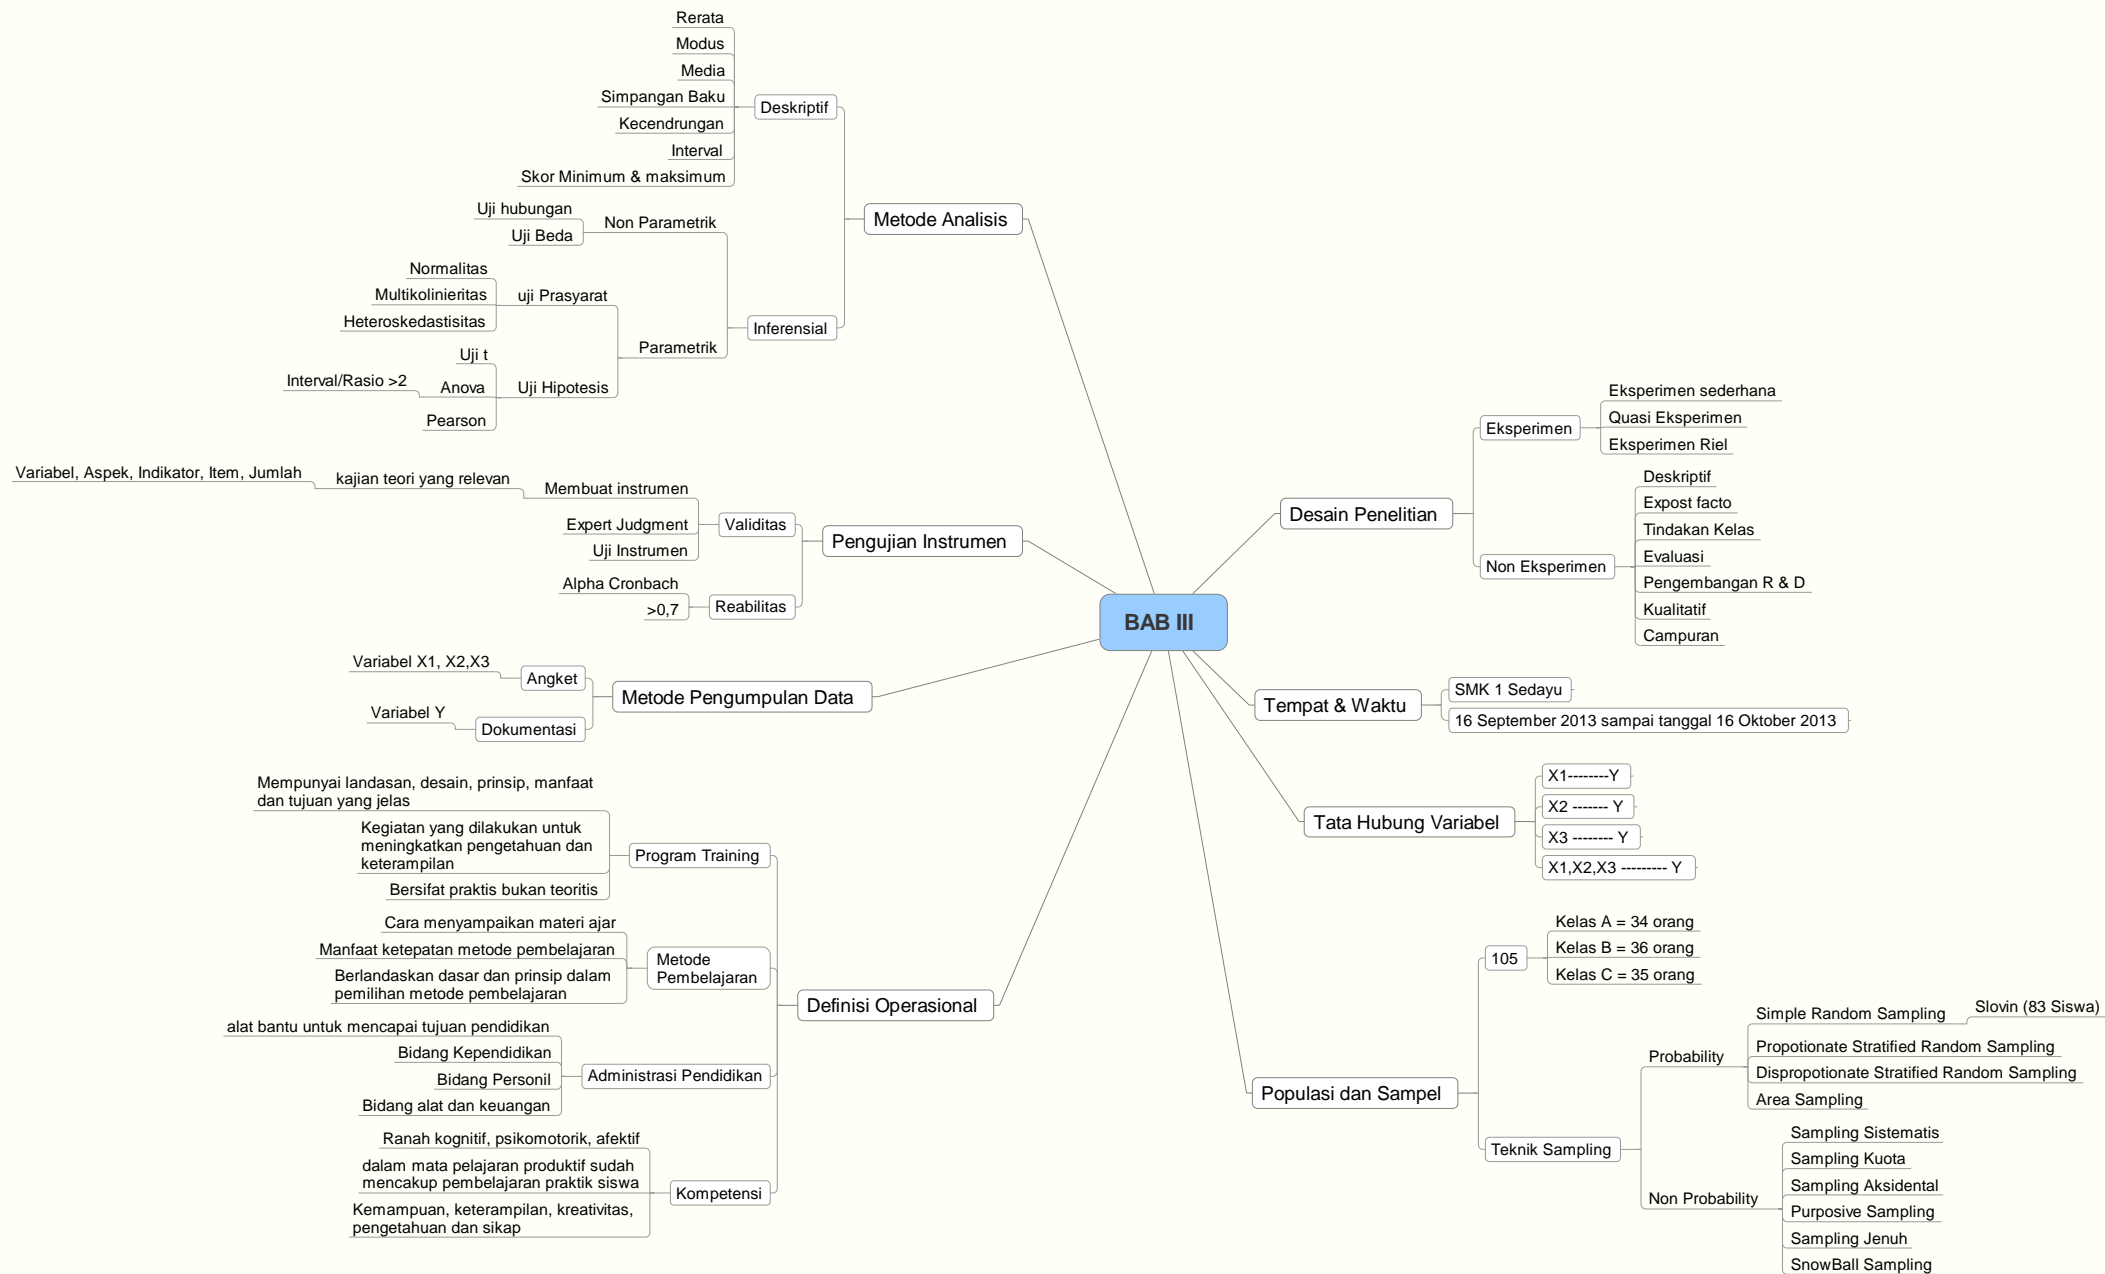 Rerata
Modus
Media
Simpangan Baku
Kecendrungan
Interval
Skor Minimum & maksimum
Deskriptif
Uji hubungan
Uji Beda
Non Parametrik
Normalitas
Multikolinieritas
Heteroskedastisitas
uji Prasyarat
Uji t
Interval/Rasio >2
Anova
Pearson
Uji Hipotesis
Parametrik
Inferensial
Metode Analisis
Variabel, Aspek, Indikator, Item, Jumlah
kajian teori yang relevan
Membuat instrumen
Expert Judgment
Uji Instrumen
Validitas
Alpha Cronbach
>0,7
Reabilitas
Pengujian Instrumen
Variabel X1, X2,X3
Angket
Variabel Y
Dokumentasi
Metode Pengumpulan Data
Mempunyai landasan, desain, prinsip, manfaat
dan tujuan yang jelas
Kegiatan yang dilakukan untuk
meningkatkan pengetahuan dan
keterampilan
Bersifat praktis bukan teoritis
Program Training
Cara menyampaikan materi ajar
Manfaat ketepatan metode pembelajaran
Berlandaskan dasar dan prinsip dalam
pemilihan metode pembelajaran
Metode
Pembelajaran
alat bantu untuk mencapai tujuan pendidikan
Bidang Kependidikan
Bidang Personil
Bidang alat dan keuangan
Administrasi Pendidikan
Ranah kognitif, psikomotorik, afektif
dalam mata pelajaran produktif sudah
mencakup pembelajaran praktik siswa
Kemampuan, keterampilan, kreativitas,
pengetahuan dan sikap
Kompetensi
Definisi Operasional
BAB III
Desain Penelitian
Eksperimen
Eksperimen sederhana
Quasi Eksperimen
Eksperimen Riel
Non Eksperimen
Deskriptif
Expost facto
Tindakan Kelas
Evaluasi
Pengembangan R & D
Kualitatif
Campuran
Tempat & Waktu
SMK 1 Sedayu
16 September 2013 sampai tanggal 16 Oktober 2013
Tata Hubung Variabel
X1--------Y
X2 ------- Y
X3 -------- Y
X1,X2,X3 --------- Y
Populasi dan Sampel
105
Kelas A = 34 orang
Kelas B = 36 orang
Kelas C = 35 orang
Teknik Sampling
Probability
Simple Random Sampling
Slovin (83 Siswa)
Propotionate Stratified Random Sampling
Dispropotionate Stratified Random Sampling
Area Sampling
Non Probability
Sampling Sistematis
Sampling Kuota
Sampling Aksidental
Purposive Sampling
Sampling Jenuh
SnowBall Sampling